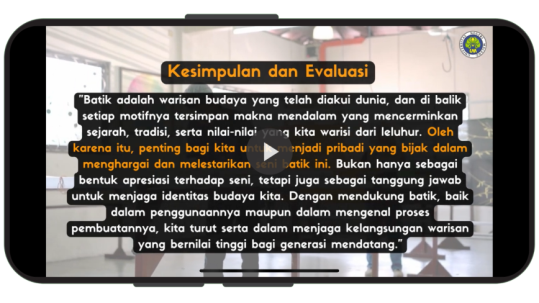 Kesimpulan dan Evaluasi
"Batik adalah warisan budaya yang telah diakui dunia, dan di balik
setiap motifnya tersimpan makna mendalam yang mencerminkan
sejarah, tradisi, serta nilai-nilai yang kita warisi dari leluhur. Oleh
karena itu, penting bagi kita untuk menjadi pribadi yang bijak dalam
menghargai dan melestarikan seni batik ini. Bukan hanya sebagai
bentuk apresiasi terhadap seni, tetapi juga sebagai tanggung jawab
untuk menjaga identitas budaya kita. Dengan mendukung batik, baik
dalam penggunaannya maupun dalam mengenal proses
pembuatannya, kita turut serta dalam menjaga kelangsungan warisan
yang bernilai tinggi bagi generasi mendatang."